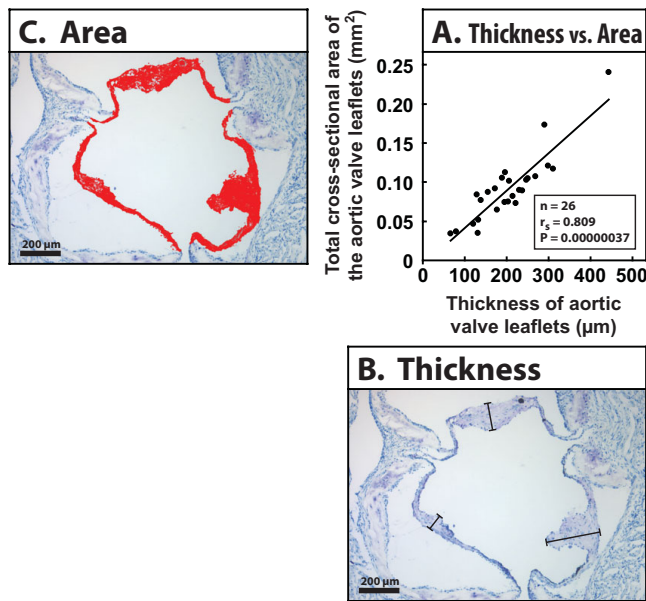 C. Area
200 µm
A. Thickness vs. Area
Total cross-sectional area of
the aortic valve leaflets (mm²)
0.25
0.20
0.15
0.10
0.05
0
0 100 200 300 400 500
n = 26
rs = 0.809
P = 0.00000037
Thickness of aortic
valve leaflets (µm)
B. Thickness
200 µm